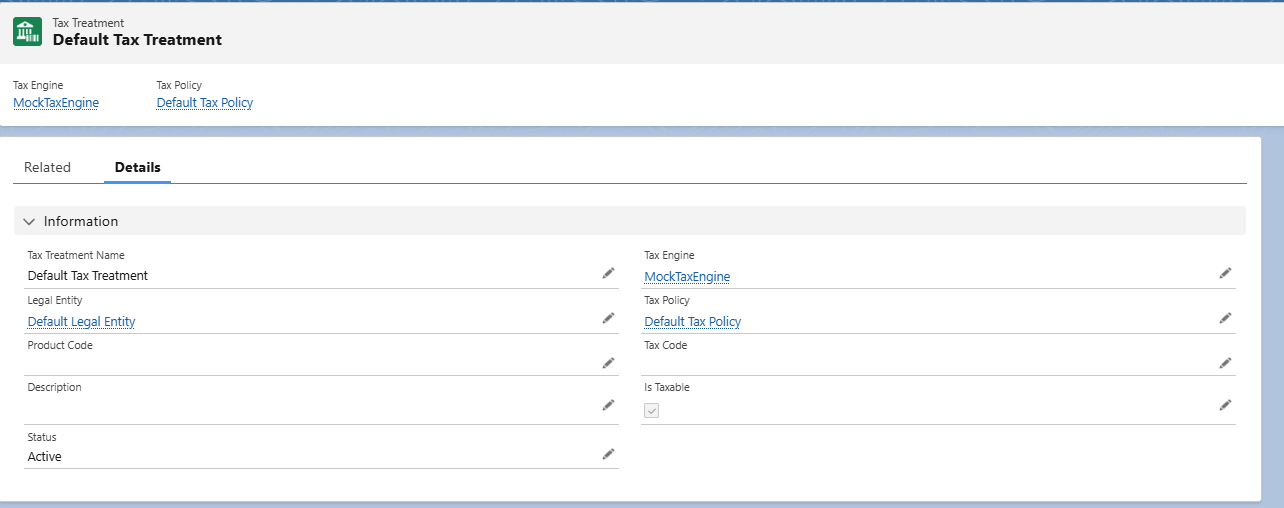 Tax Treatment
Default Tax Treatment
Tax Engine
MockTaxEngine
Tax Policy
Default Tax Policy
Related
Details
Information
Tax Treatment Name
Default Tax Treatment
Tax Engine
MockTaxEngine
Legal Entity
Default Legal Entity
Tax Policy
Default Tax Policy
Product Code
Tax Code
Description
Is Taxable
Status
Active